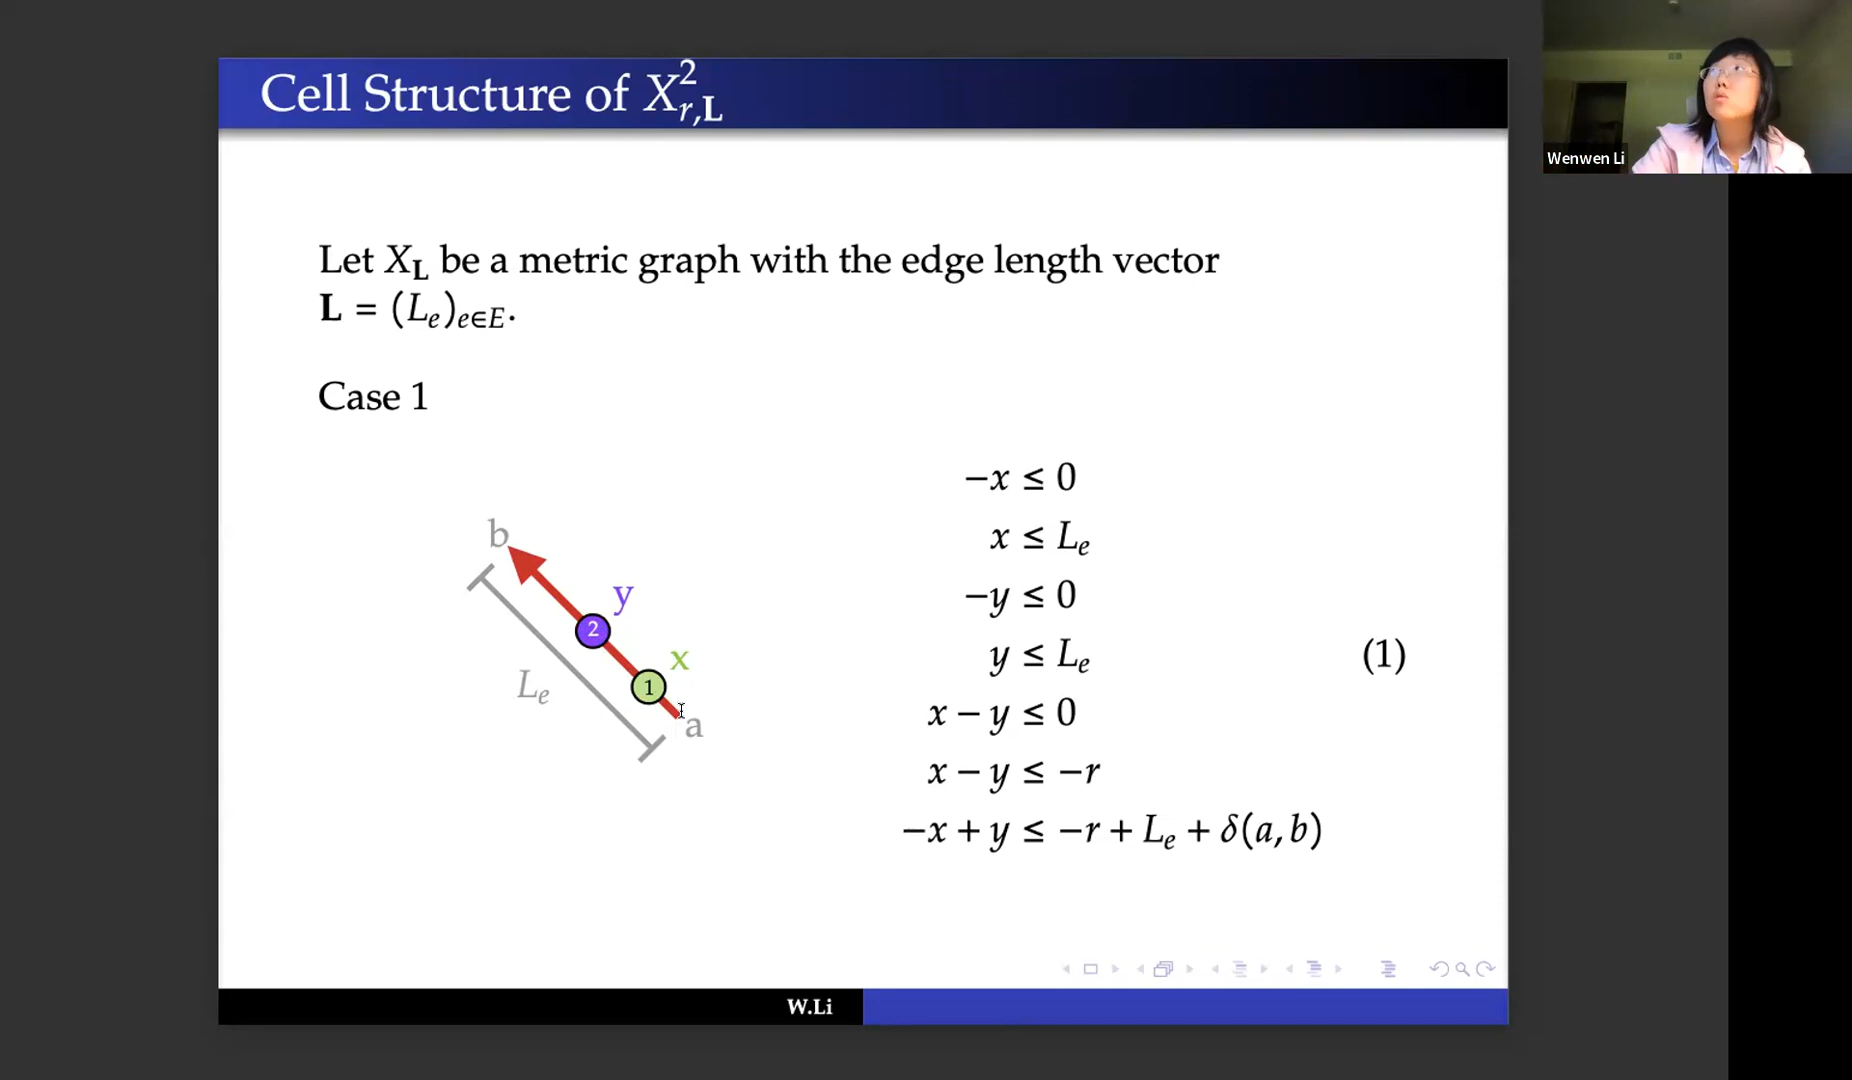 Cell Structure of X²_{r,L}
Wenwen Li
Let X_L be a metric graph with the edge length vector
L = (L_e)_{e∈E}.
Case 1
b
y
2
x
1
L_e
a
−x ≤ 0
x ≤ L_e
−y ≤ 0
y ≤ L_e
(1)
x − y ≤ 0
x − y ≤ −r
−x + y ≤ −r + L_e + δ(a, b)
W.Li